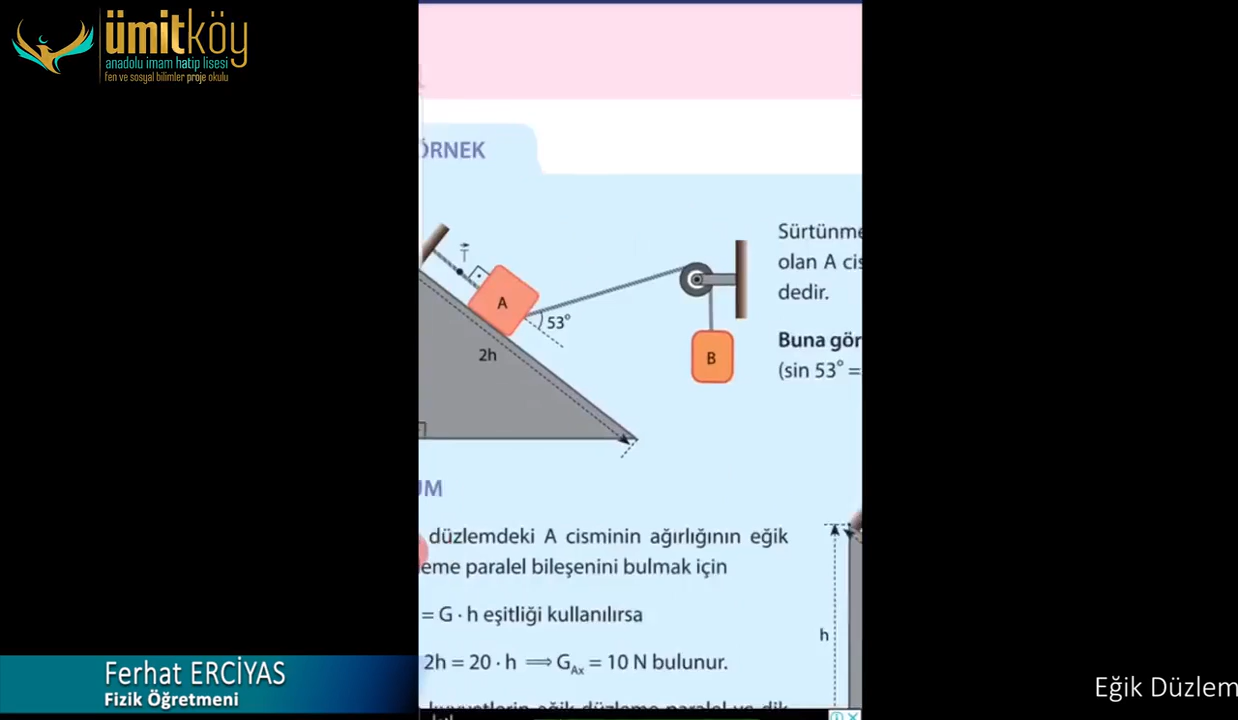 ümitköy
anadolu imam hatip lisesi
fen ve sosyal bilimler proje okulu
ÖRNEK
T
A
53°
2h
B
Sürtünme
olan A cis
dedir.
Buna gör
(sin 53° =
ÜM
düzlemdeki A cisminin ağırlığının eğik
eme paralel bileşenini bulmak için
= G · h eşitliği kullanılırsa
2h = 20 · h ⟹ G_Ax = 10 N bulunur.
h
Ferhat ERCİYAS
Fizik Öğretmeni
Eğik Düzlem